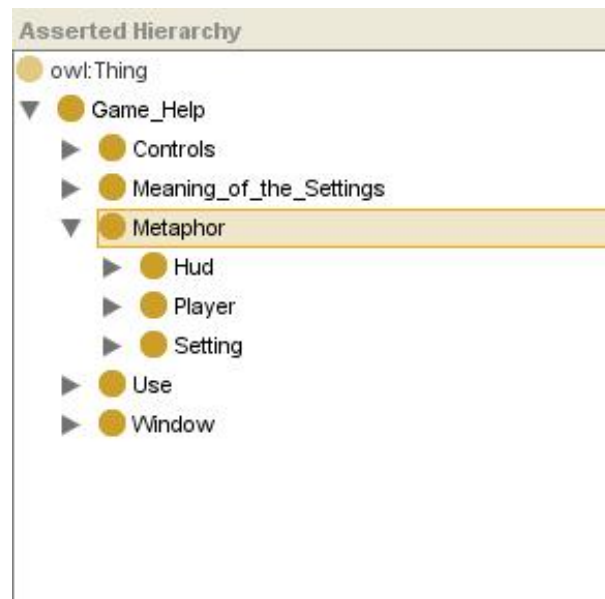 Asserted Hierarchy
owl:Thing
Game_Help
Controls
Meaning_of_the_Settings
Metaphor
Hud
Player
Setting
Use
Window